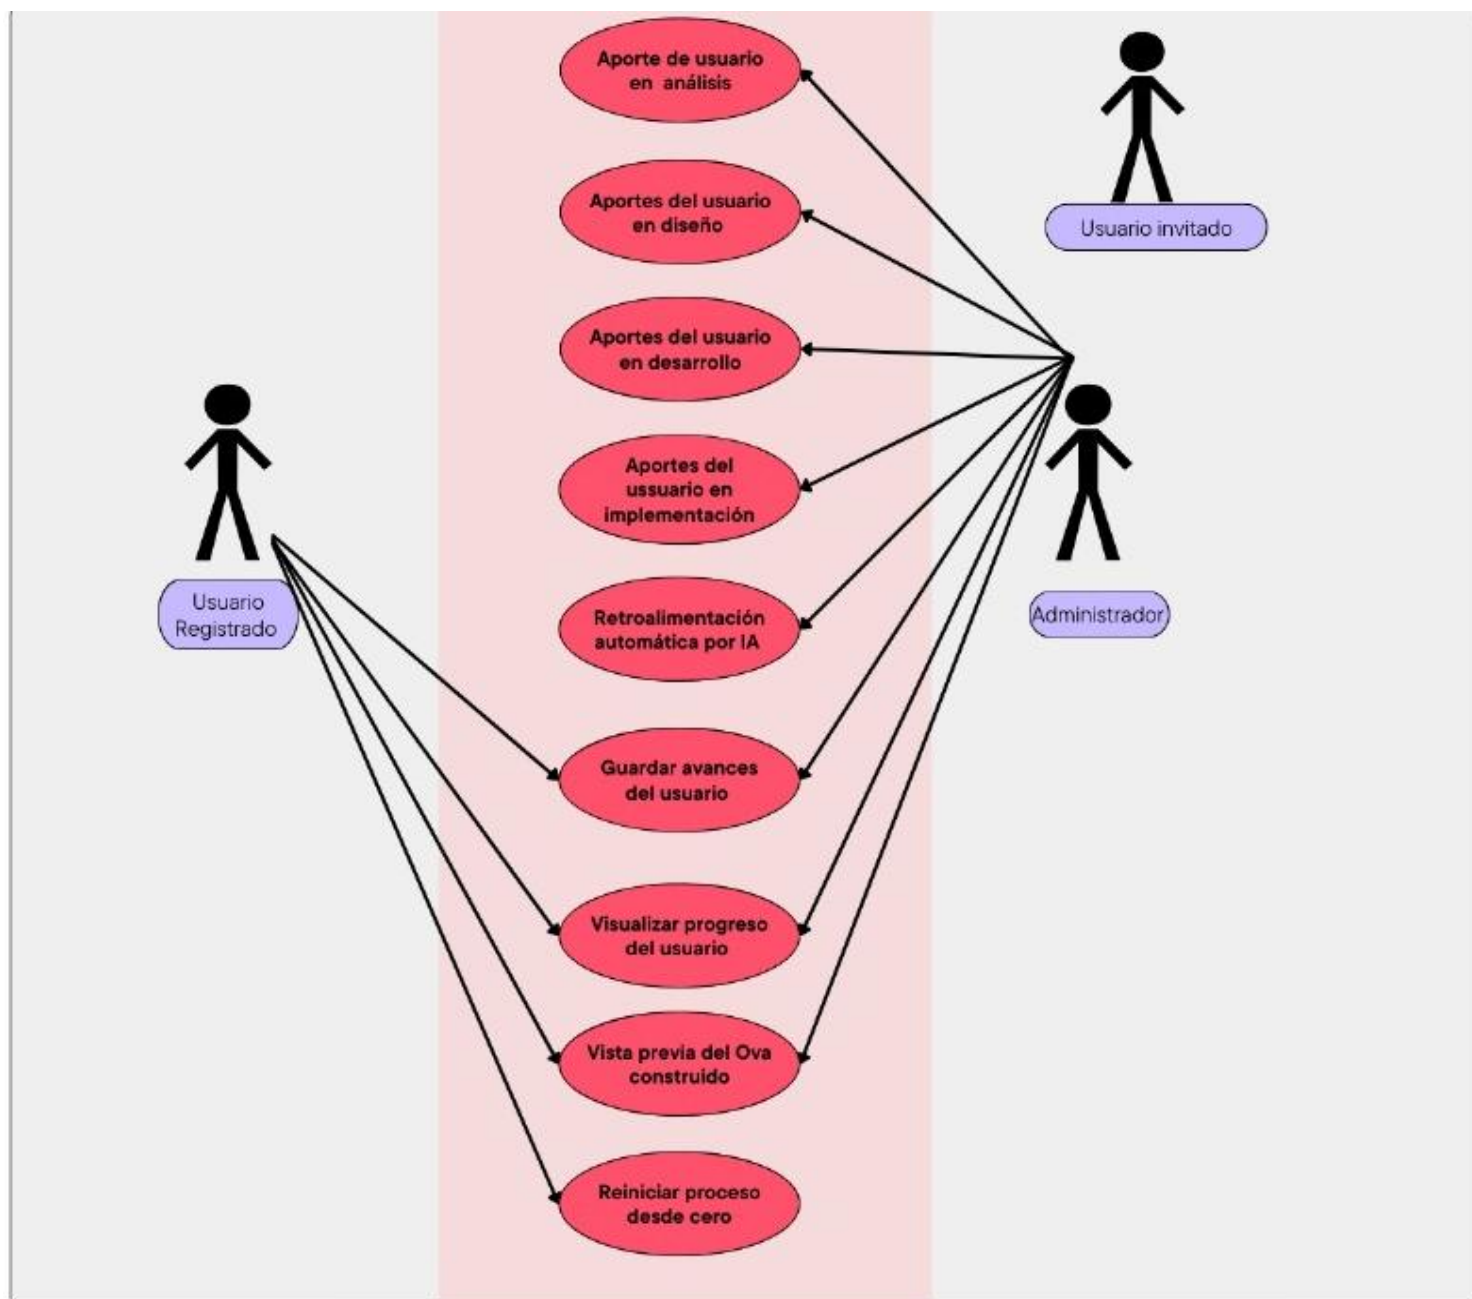 Aporte de usuario
en análisis
Usuario invitado
Aportes del usuario
en diseño
Aportes del usuario
en desarrollo
Aportes del
ussuario en
implementación
Usuario
Registrado
Administrador
Retroalimentación
automática por IA
Guardar avances
del usuario
Visualizar progreso
del usuario
Vista previa del Ova
construido
Reiniciar proceso
desde cero